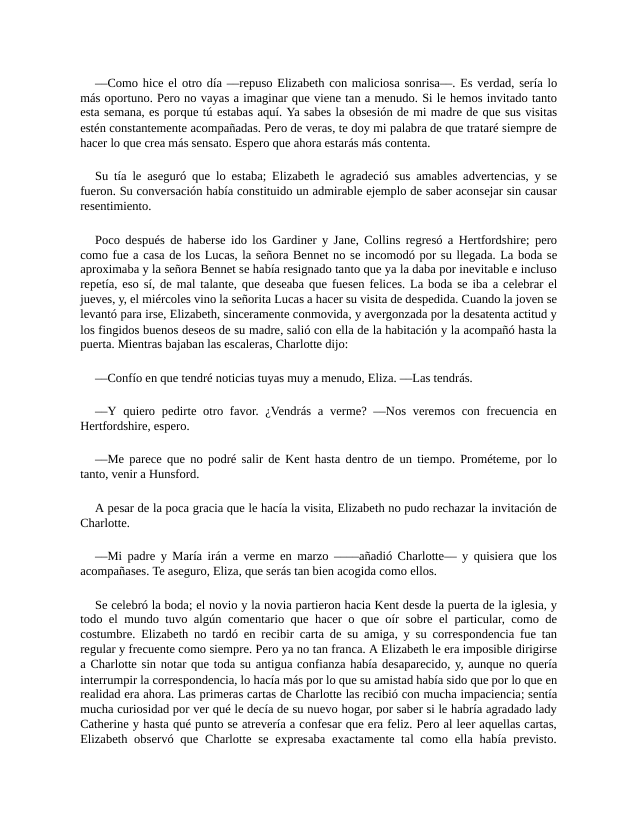 —Como hice el otro día —repuso Elizabeth con maliciosa sonrisa—. Es verdad, sería lo
más oportuno. Pero no vayas a imaginar que viene tan a menudo. Si le hemos invitado tanto
esta semana, es porque tú estabas aquí. Ya sabes la obsesión de mi madre de que sus visitas
estén constantemente acompañadas. Pero de veras, te doy mi palabra de que trataré siempre de
hacer lo que crea más sensato. Espero que ahora estarás más contenta.
Su tía le aseguró que lo estaba; Elizabeth le agradeció sus amables advertencias, y se
fueron. Su conversación había constituido un admirable ejemplo de saber aconsejar sin causar
resentimiento.
Poco después de haberse ido los Gardiner y Jane, Collins regresó a Hertfordshire; pero
como fue a casa de los Lucas, la señora Bennet no se incomodó por su llegada. La boda se
aproximaba y la señora Bennet se había resignado tanto que ya la daba por inevitable e incluso
repetía, eso sí, de mal talante, que deseaba que fuesen felices. La boda se iba a celebrar el
jueves, y, el miércoles vino la señorita Lucas a hacer su visita de despedida. Cuando la joven se
levantó para irse, Elizabeth, sinceramente conmovida, y avergonzada por la desatenta actitud y
los fingidos buenos deseos de su madre, salió con ella de la habitación y la acompañó hasta la
puerta. Mientras bajaban las escaleras, Charlotte dijo:
—Confío en que tendré noticias tuyas muy a menudo, Eliza. —Las tendrás.
—Y quiero pedirte otro favor. ¿Vendrás a verme? —Nos veremos con frecuencia en
Hertfordshire, espero.
—Me parece que no podré salir de Kent hasta dentro de un tiempo. Prométeme, por lo
tanto, venir a Hunsford.
A pesar de la poca gracia que le hacía la visita, Elizabeth no pudo rechazar la invitación de
Charlotte.
—Mi padre y María irán a verme en marzo ——añadió Charlotte— y quisiera que los
acompañases. Te aseguro, Eliza, que serás tan bien acogida como ellos.
Se celebró la boda; el novio y la novia partieron hacia Kent desde la puerta de la iglesia, y
todo el mundo tuvo algún comentario que hacer o que oír sobre el particular, como de
costumbre. Elizabeth no tardó en recibir carta de su amiga, y su correspondencia fue tan
regular y frecuente como siempre. Pero ya no tan franca. A Elizabeth le era imposible dirigirse
a Charlotte sin notar que toda su antigua confianza había desaparecido, y, aunque no quería
interrumpir la correspondencia, lo hacía más por lo que su amistad había sido que por lo que en
realidad era ahora. Las primeras cartas de Charlotte las recibió con mucha impaciencia; sentía
mucha curiosidad por ver qué le decía de su nuevo hogar, por saber si le habría agradado lady
Catherine y hasta qué punto se atrevería a confesar que era feliz. Pero al leer aquellas cartas,
Elizabeth observó que Charlotte se expresaba exactamente tal como ella había previsto.